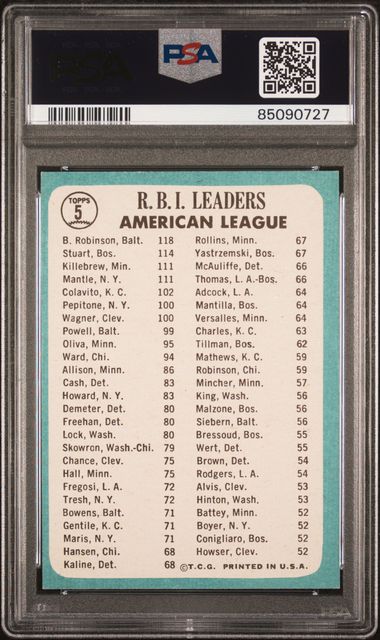 PSA
PSA
85090727
TOPPS
5
R.B.I. LEADERS
AMERICAN LEAGUE
B. Robinson, Balt. 118
Stuart, Bos. 114
Killebrew, Min. 111
Mantle, N. Y. 111
Colavito, K. C. 102
Pepitone, N. Y. 100
Wagner, Clev. 100
Powell, Balt. 99
Oliva, Minn. 95
Ward, Chi. 94
Allison, Minn. 86
Cash, Det. 83
Howard, N. Y. 83
Demeter, Det. 80
Freehan, Det. 80
Lock, Wash. 80
Skowron, Wash.-Chi. 79
Chance, Clev. 75
Hall, Minn. 75
Fregosi, L. A. 72
Tresh, N. Y. 72
Bowens, Balt. 71
Gentile, K. C. 71
Maris, N. Y. 71
Hansen, Chi. 68
Kaline, Det. 68
Rollins, Minn. 67
Yastrzemski, Bos. 67
McAuliffe, Det. 66
Thomas, L. A.-Bos. 66
Adcock, L. A. 64
Mantilla, Bos. 64
Versalles, Minn. 64
Charles, K. C. 63
Tillman, Bos. 62
Mathews, K. C. 59
Robinson, Chi. 59
Mincher, Minn. 57
King, Wash. 56
Malzone, Bos. 56
Siebern, Balt. 56
Bressoud, Bos. 55
Wert, Det. 55
Brown, Det. 54
Rodgers, L. A. 54
Alvis, Clev. 53
Hinton, Wash. 53
Battey, Minn. 52
Boyer, N. Y. 52
Conigliaro, Bos. 52
Howser, Clev. 52
© T.C.G. PRINTED IN U.S.A.